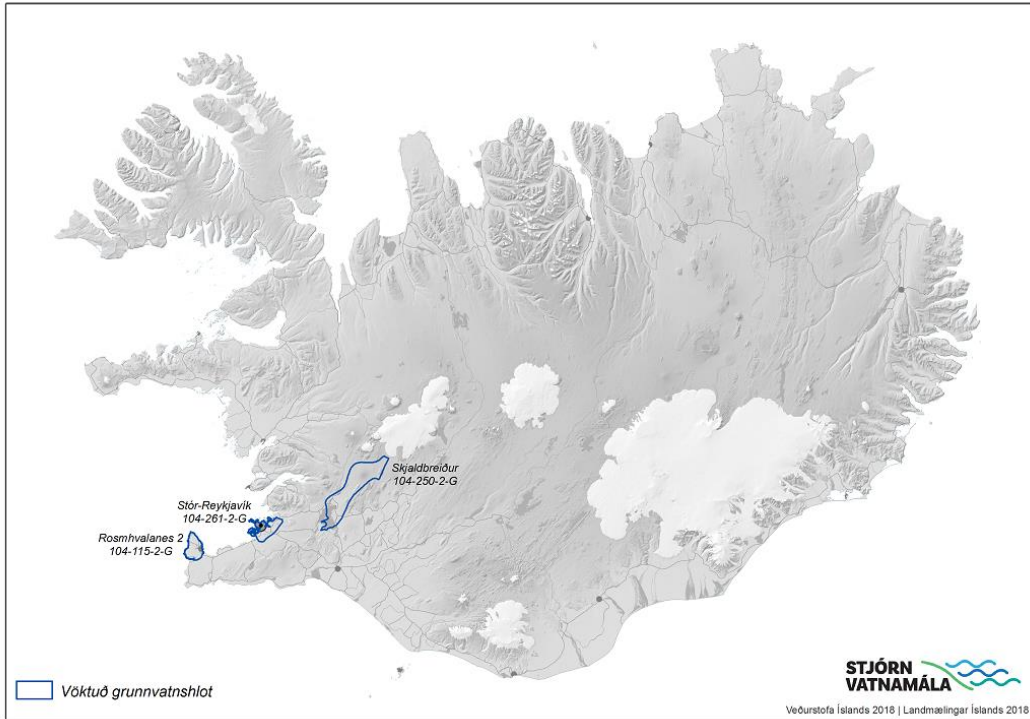 Skjaldbreiður
104-250-2-G
Stór-Reykjavík
104-261-2-G
Rosmhvalanes 2
104-115-2-G
Vöktuð grunnvatnshlot
STJÓRN
VATNAMÁLA
Veðurstofa Íslands 2018 | Landmælingar Íslands 2018